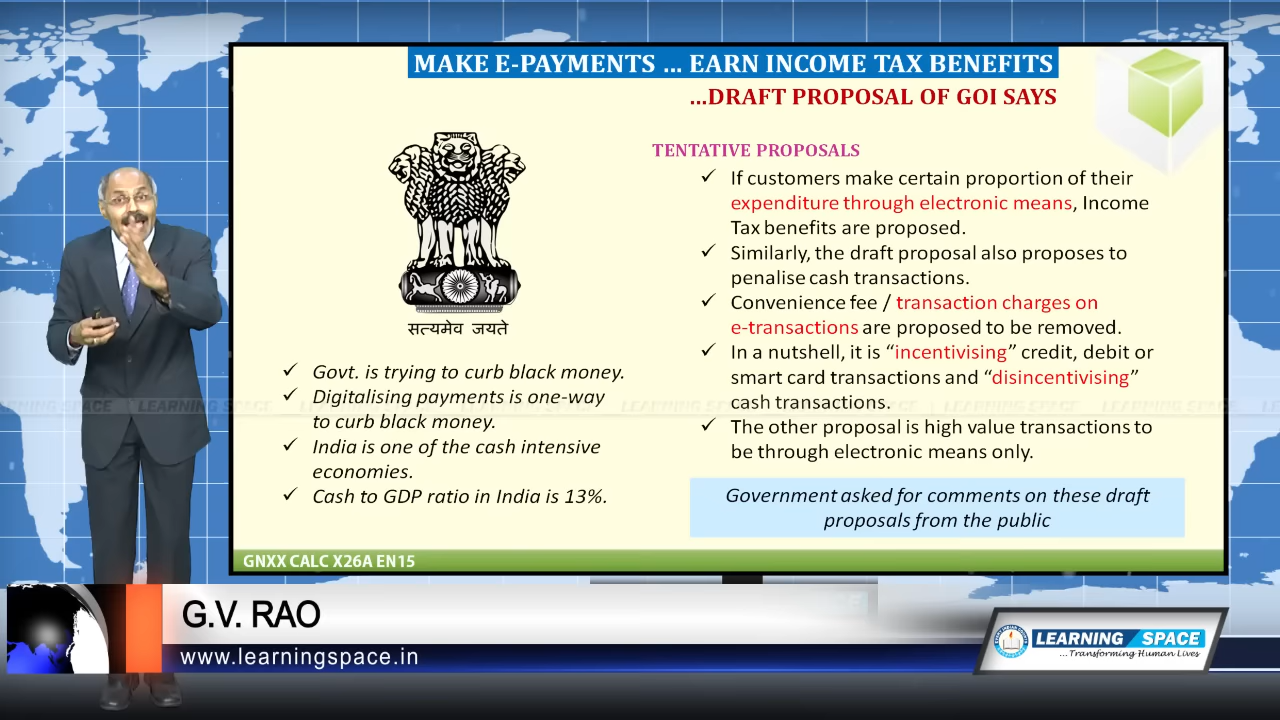 MAKE E-PAYMENTS ... EARN INCOME TAX BENEFITS
...DRAFT PROPOSAL OF GOI SAYS
सत्यमेव जयते
✓ Govt. is trying to curb black money.
✓ Digitalising payments is one-way
to curb black money.
✓ India is one of the cash intensive
economies.
✓ Cash to GDP ratio in India is 13%.
TENTATIVE PROPOSALS
✓ If customers make certain proportion of their
expenditure through electronic means, Income
Tax benefits are proposed.
✓ Similarly, the draft proposal also proposes to
penalise cash transactions.
✓ Convenience fee / transaction charges on
e-transactions are proposed to be removed.
✓ In a nutshell, it is “incentivising” credit, debit or
smart card transactions and “disincentivising”
cash transactions.
✓ The other proposal is high value transactions to
be through electronic means only.
Government asked for comments on these draft
proposals from the public
LEARNING SPACE | LEARNING SPACE
GNXX CALC X26A EN15
G.V. RAO
www.learningspace.in
LEARNING SPACE
...Transforming Human Lives